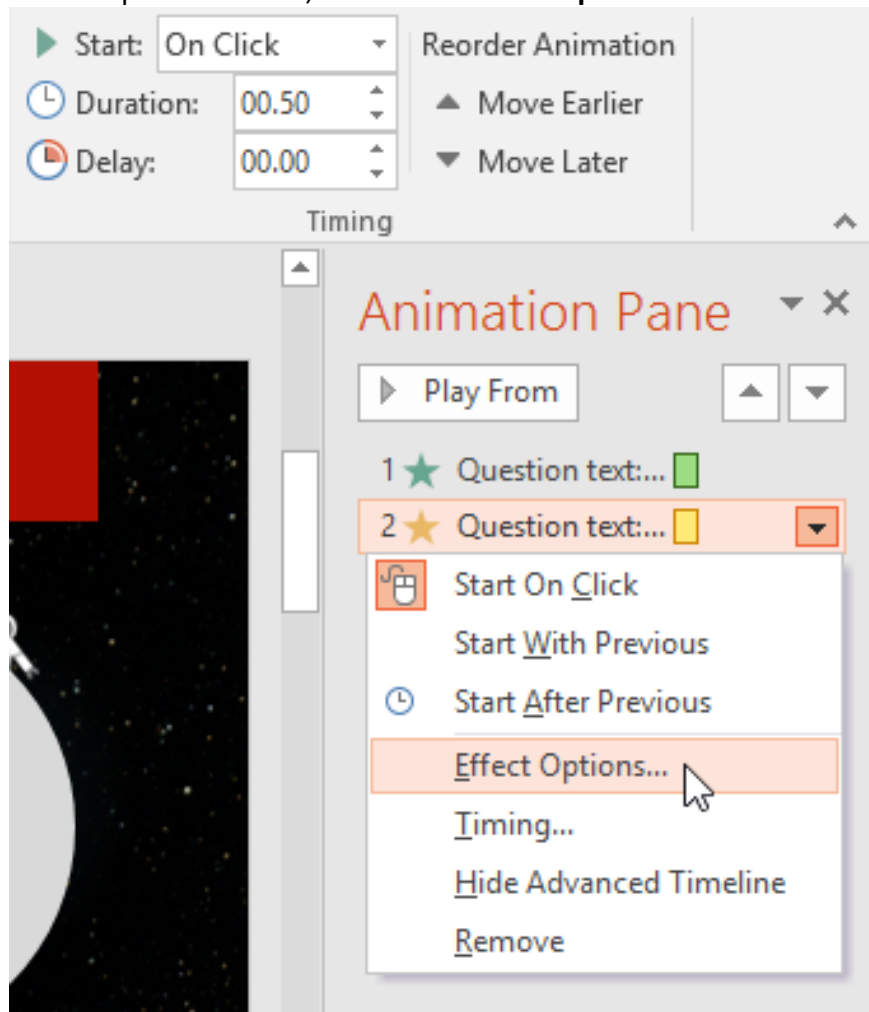 Start: On Click
Duration: 00.50
Delay: 00.00
Reorder Animation
Move Earlier
Move Later
Timing
Animation Pane
Play From
1 Question text:...
2 Question text:...
Start On Click
Start With Previous
Start After Previous
Effect Options...
Timing...
Hide Advanced Timeline
Remove